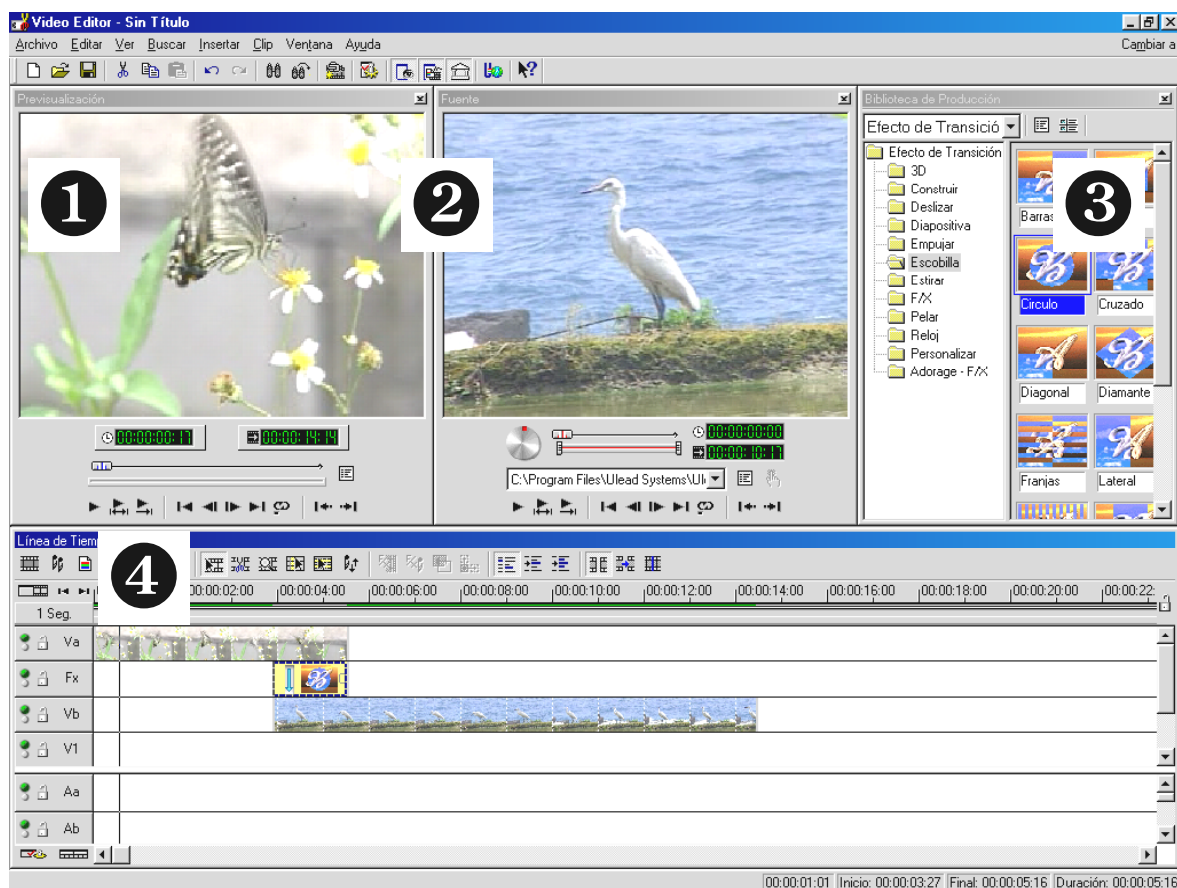 Video Editor - Sin Título
Archivo Editar Ver Buscar Insertar Clip Ventana Ayuda
Cambiar a
Previsualización
Fuente
Biblioteca de Producción
1
2
3
Efecto de Transició
Efecto de Transición
3D
Construir
Deslizar
Diapositiva
Empujar
Escobilla
Estirar
F/X
Pelar
Reloj
Personalizar
Adorage - F/X
Barras
Circulo
Cruzado
Diagonal
Diamante
Franjas
Lateral
00:00:00:17
00:00:14:14
00:00:00:00
00:00:10:17
C:\Program Files\Ulead Systems\Ul
Línea de Tiem
4
00:00:02:00 00:00:04:00 00:00:06:00 00:00:08:00 00:00:10:00 00:00:12:00 00:00:14:00 00:00:16:00 00:00:18:00 00:00:20:00 00:00:22:
1 Seg.
Va
Fx
Vb
V1
Aa
Ab
00:00:01:01 Inicio: 00:00:03:27 Final: 00:00:05:16 Duración: 00:00:05:16